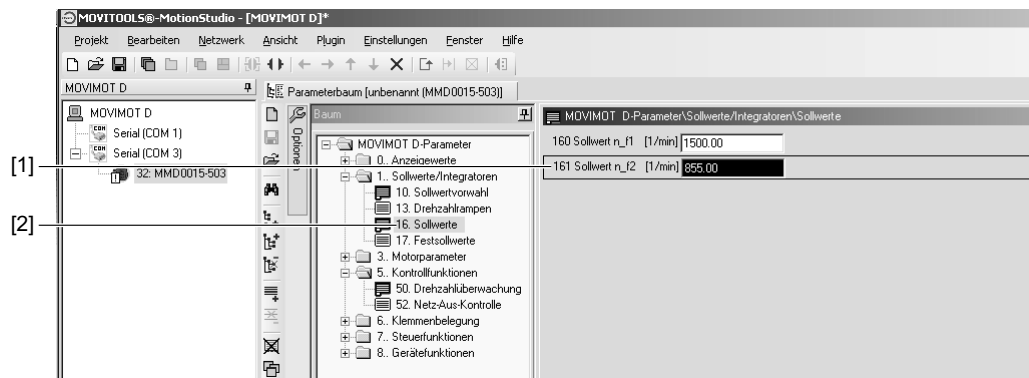 MOVITOOLS®-MotionStudio - [MOVIMOT D]*
Projekt Bearbeiten Netzwerk Ansicht Plugin Einstellungen Fenster Hilfe
MOVIMOT D
MOVIMOT D
Serial (COM 1)
Serial (COM 3)
32: MMD0015-503
Parameterbaum [unbenannt (MMD0015-503)]
Optionen
Baum
MOVIMOT D-Parameter
0.. Anzeigewerte
1.. Sollwerte/Integratoren
10. Sollwertvorwahl
13. Drehzahlrampen
16. Sollwerte
17. Festsollwerte
3.. Motorparameter
5.. Kontrollfunktionen
50. Drehzahlüberwachung
52. Netz-Aus-Kontrolle
6.. Klemmenbelegung
7.. Steuerfunktionen
8.. Gerätefunktionen
MOVIMOT D-Parameter\Sollwerte/Integratoren\Sollwerte
160 Sollwert n_f1 [1/min] 1500.00
161 Sollwert n_f2 [1/min] 855.00
[1]
[2]